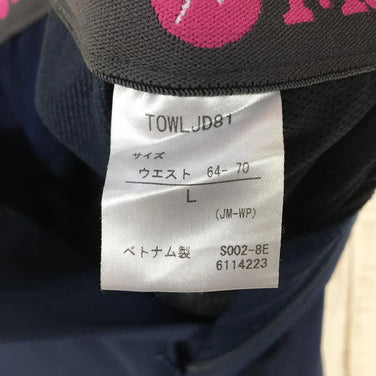 TOWLJD81
サイズ
ウエスト 64- 70
L
(JM-WP)
ベトナム製 S002-8E
6114223